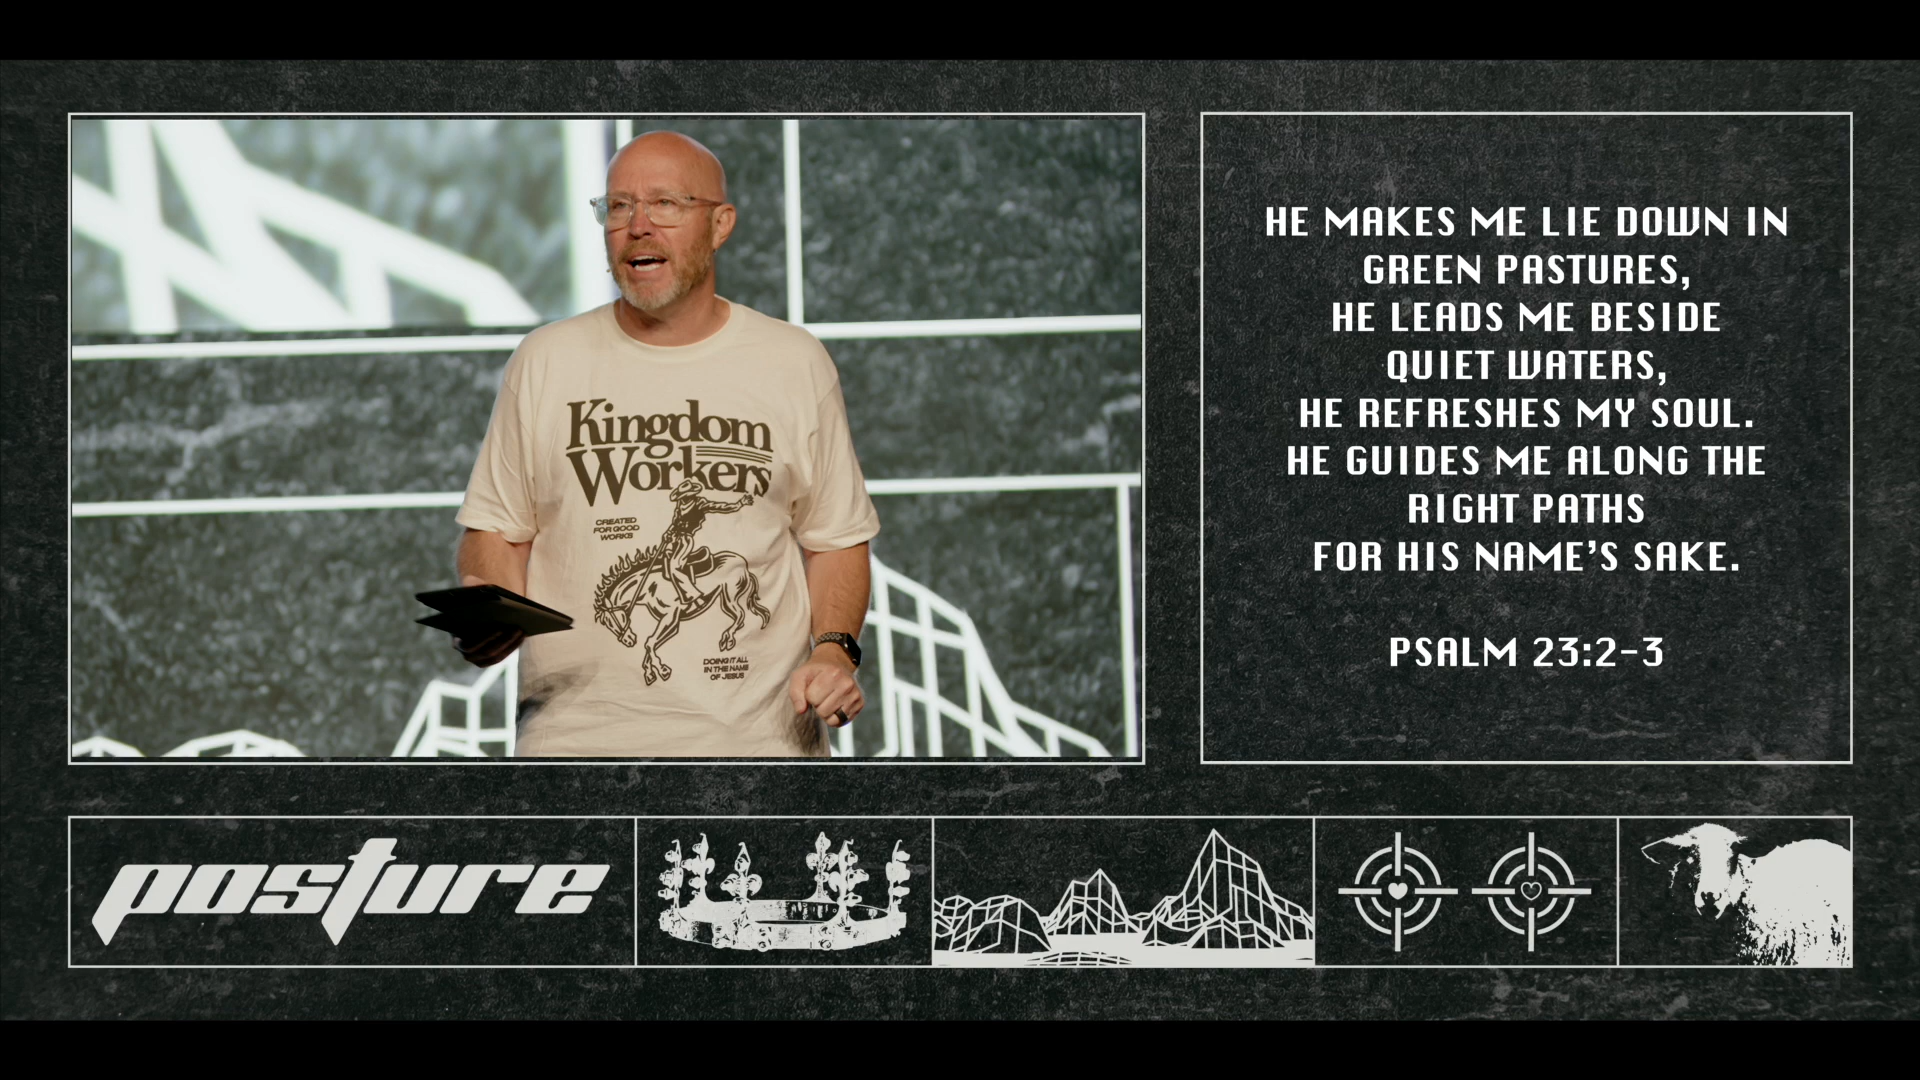 Kingdom
Workers
CREATED
FOR GOOD
WORKS
DOING IT ALL
IN THE NAME
OF JESUS
HE MAKES ME LIE DOWN IN
GREEN PASTURES,
HE LEADS ME BESIDE
QUIET WATERS,
HE REFRESHES MY SOUL.
HE GUIDES ME ALONG THE
RIGHT PATHS
FOR HIS NAME’S SAKE.
PSALM 23:2-3
posture